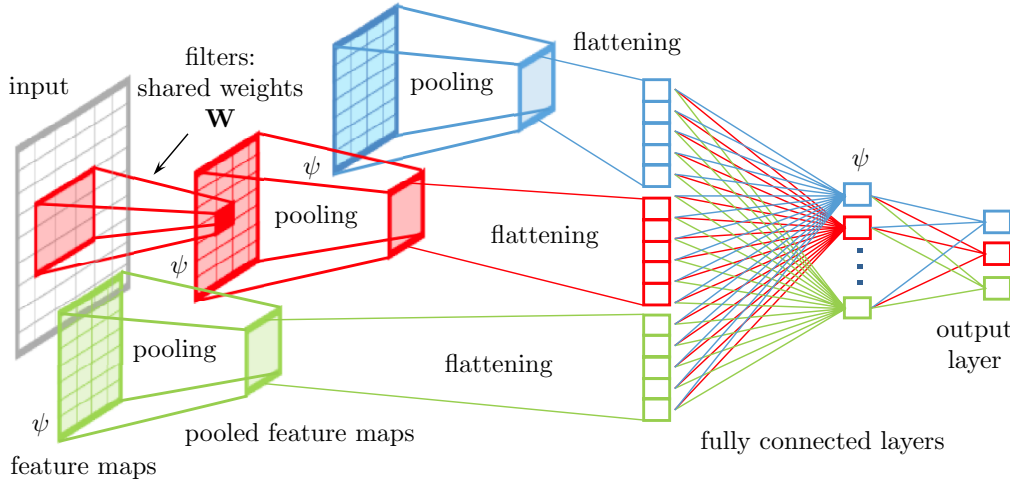 flattening
filters:
shared weights
W
input
pooling
ψ
ψ
pooling
flattening
ψ
pooling
flattening
ψ
output
layer
pooled feature maps
fully connected layers
feature maps